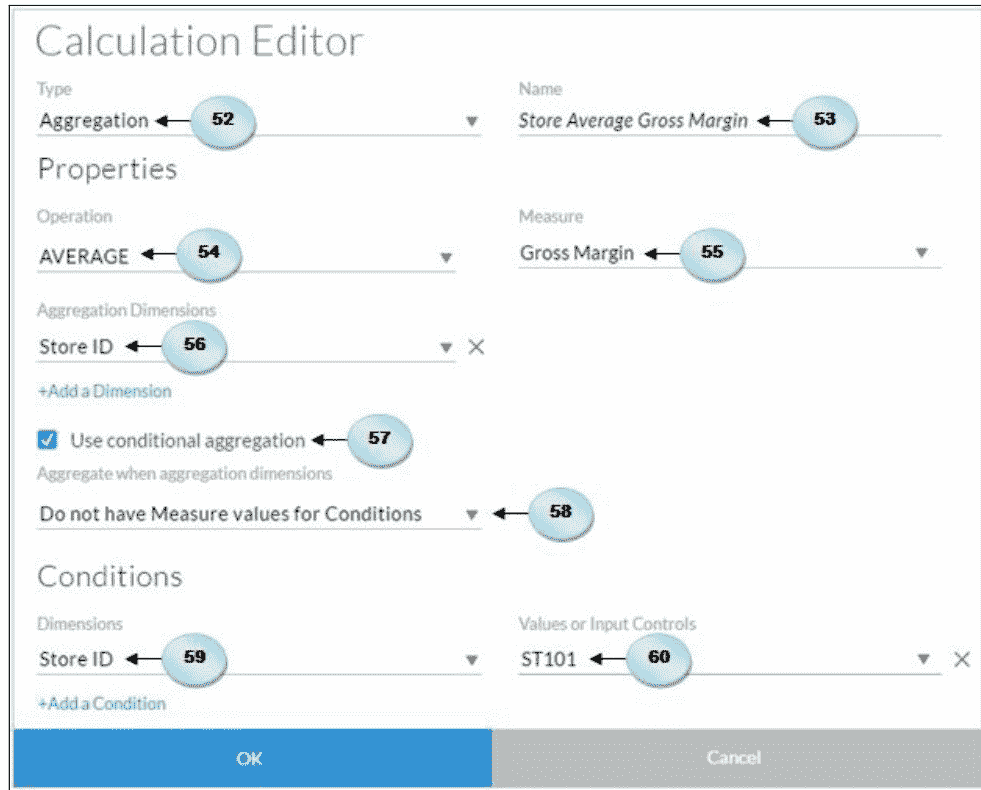 Calculation Editor
Type
Name
Aggregation 52
Store Average Gross Margin 53
Properties
Operation
Measure
AVERAGE 54
Gross Margin 55
Aggregation Dimensions
Store ID 56
+Add a Dimension
Use conditional aggregation 57
Aggregate when aggregation dimensions
Do not have Measure values for Conditions 58
Conditions
Dimensions
Values or Input Controls
Store ID 59
ST101 60
+Add a Condition
OK
Cancel